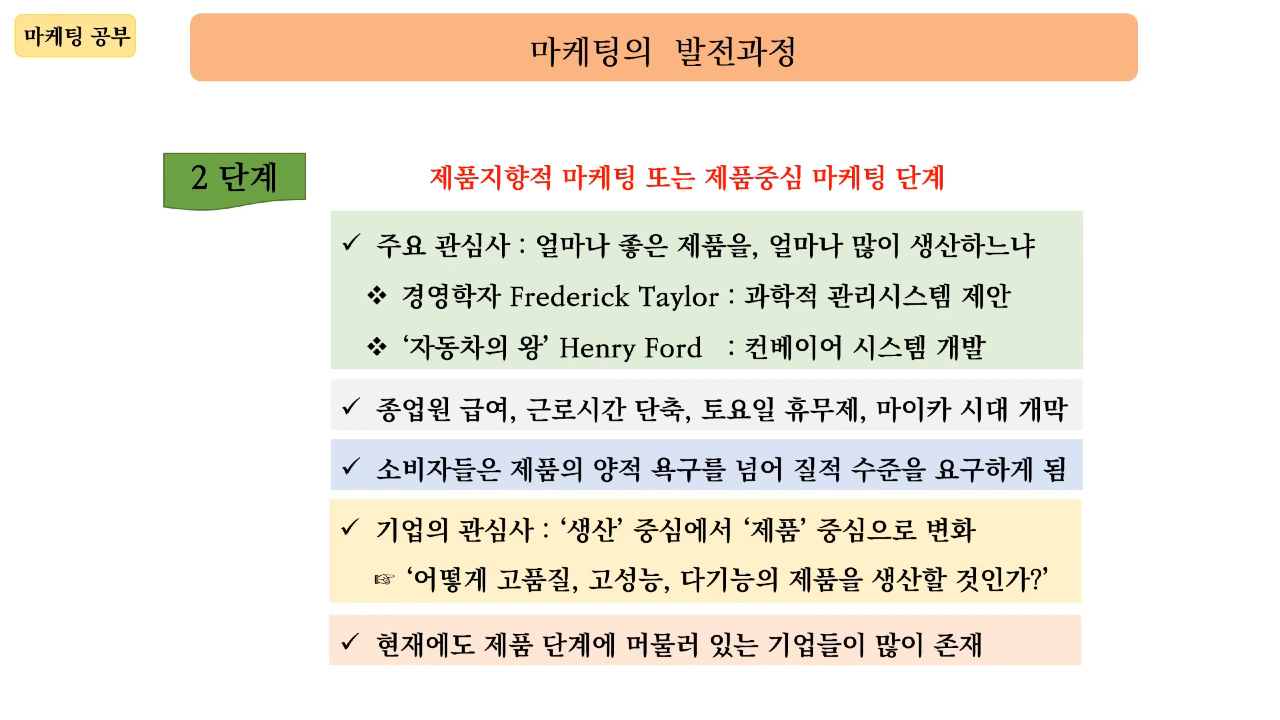 마케팅 공부
마케팅의 발전과정
2 단계
제품지향적 마케팅 또는 제품중심 마케팅 단계
✓ 주요 관심사 : 얼마나 좋은 제품을, 얼마나 많이 생산하느냐
❖ 경영학자 Frederick Taylor : 과학적 관리시스템 제안
❖ ‘자동차의 왕’ Henry Ford : 컨베이어 시스템 개발
✓ 종업원 급여, 근로시간 단축, 토요일 휴무제, 마이카 시대 개막
✓ 소비자들은 제품의 양적 욕구를 넘어 질적 수준을 요구하게 됨
✓ 기업의 관심사 : ‘생산’ 중심에서 ‘제품’ 중심으로 변화
☞ ‘어떻게 고품질, 고성능, 다기능의 제품을 생산할 것인가?’
✓ 현재에도 제품 단계에 머물러 있는 기업들이 많이 존재